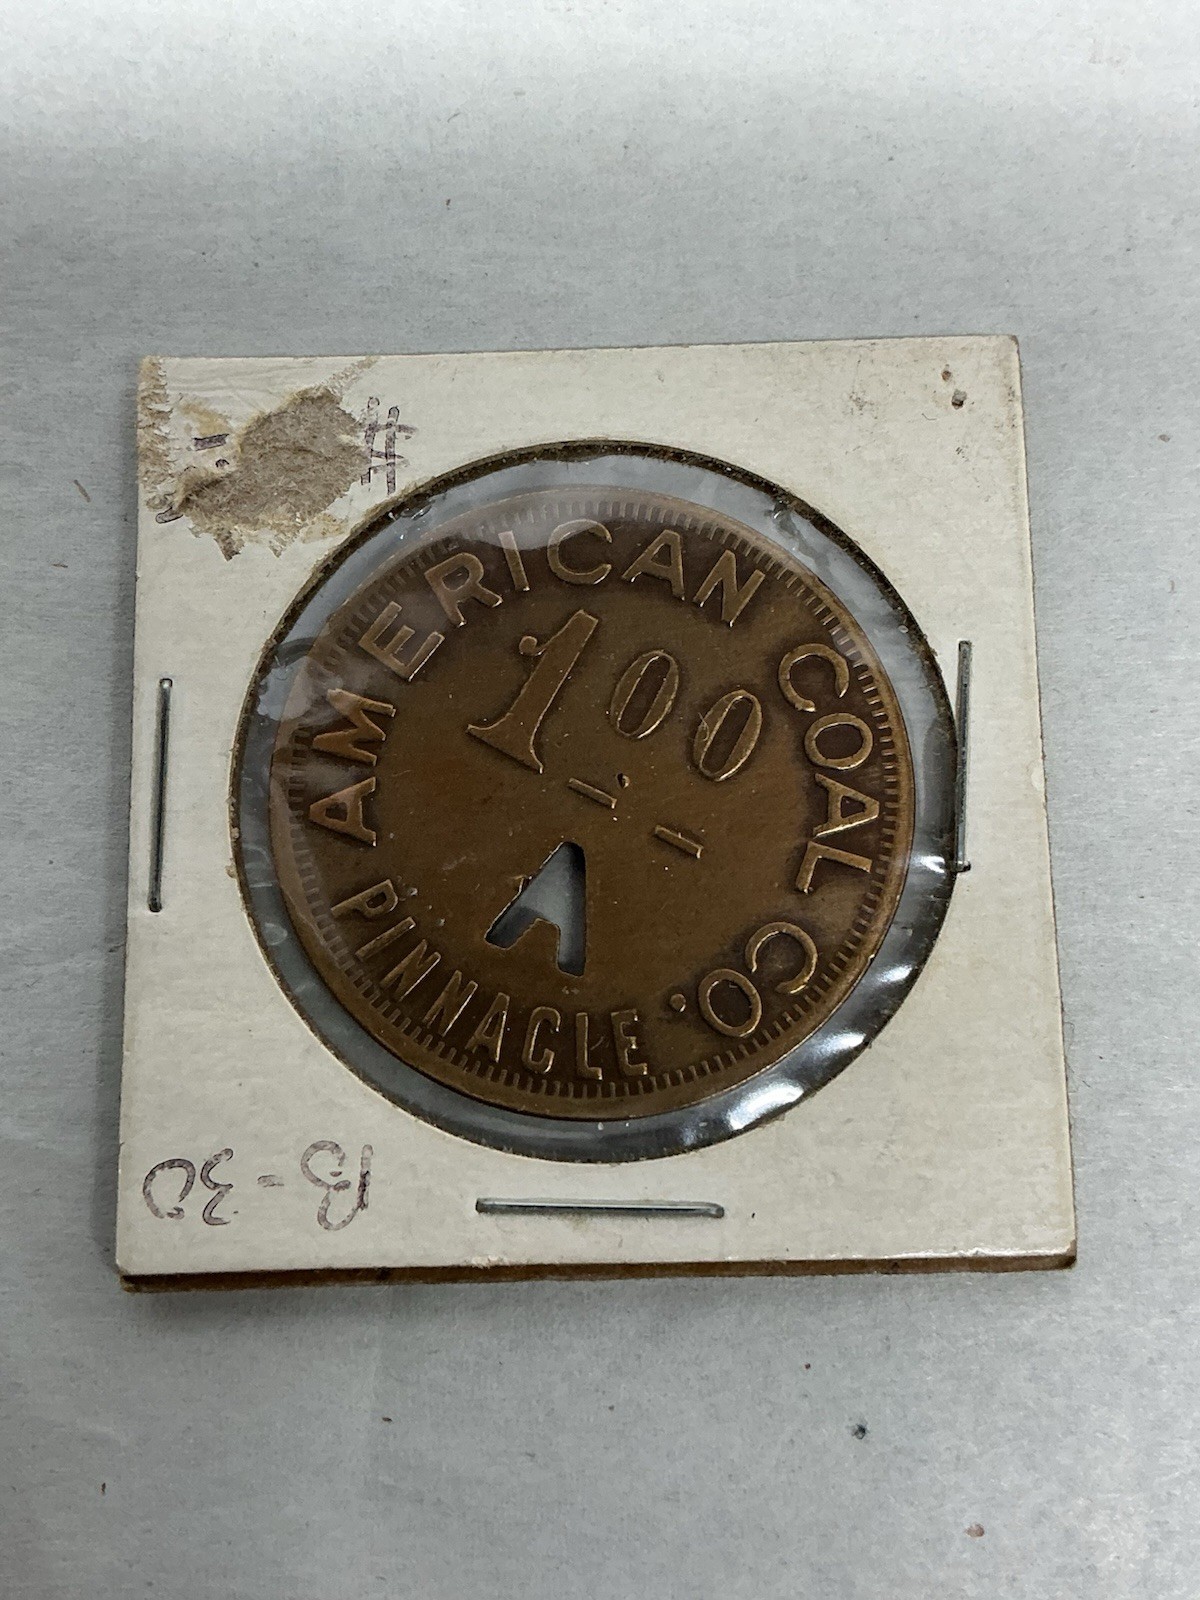 $
AMERICAN COAL CO.
1.00
A
PINNACLE
B-30